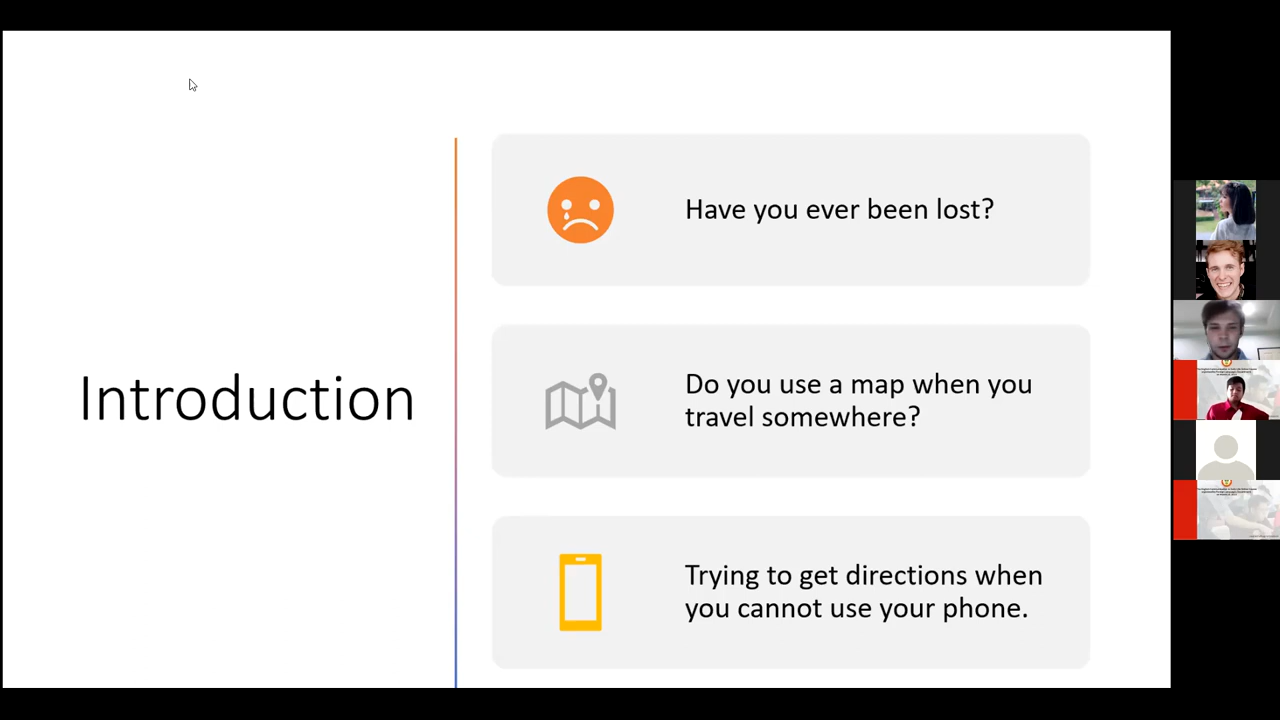 Introduction
Have you ever been lost?
Do you use a map when you
travel somewhere?
Trying to get directions when
you cannot use your phone.